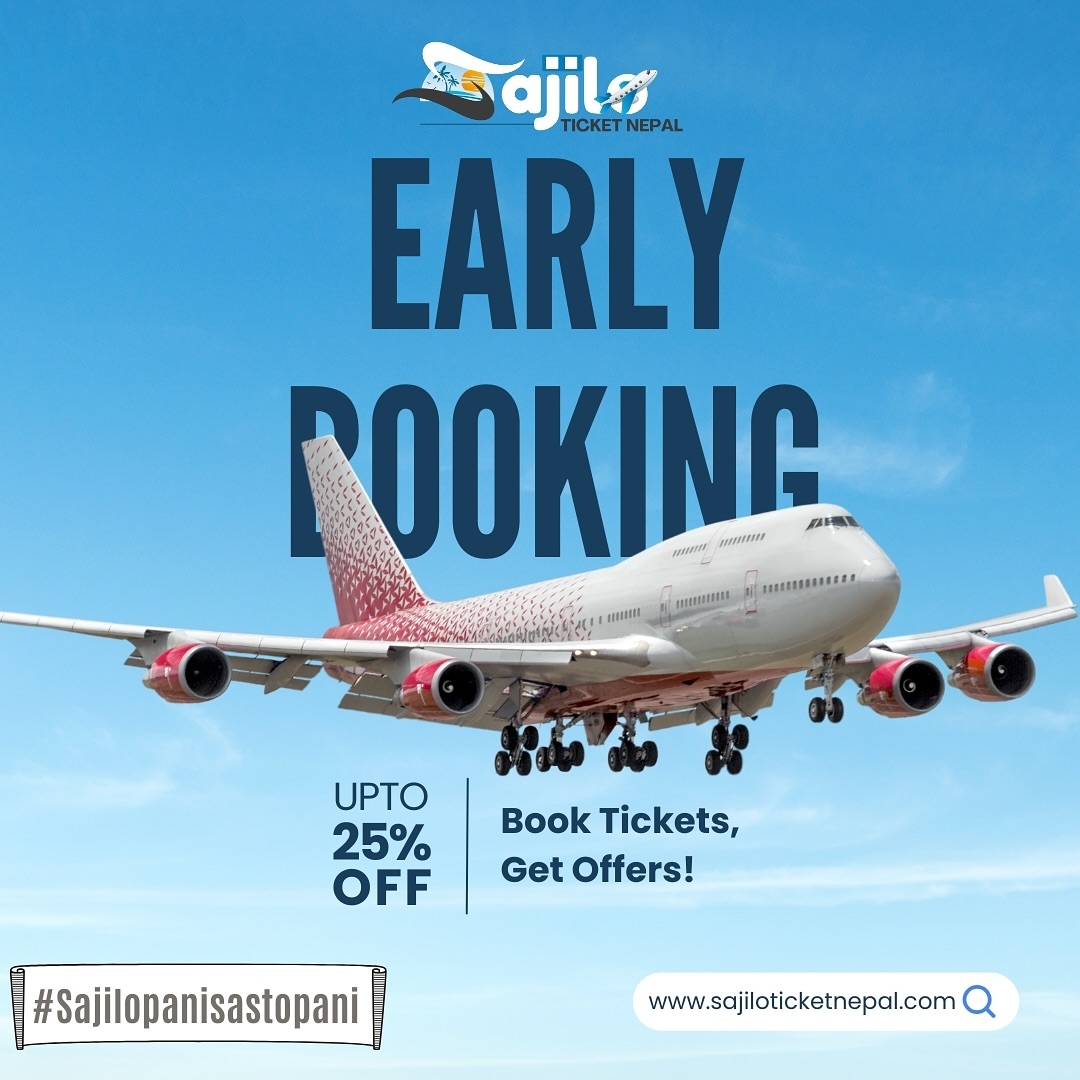 Sajilo
TICKET NEPAL
EARLY
BOOKING
UPTO
25%
OFF
Book Tickets,
Get Offers!
#Sajilopanisastopani
www.sajiloticketnepal.com